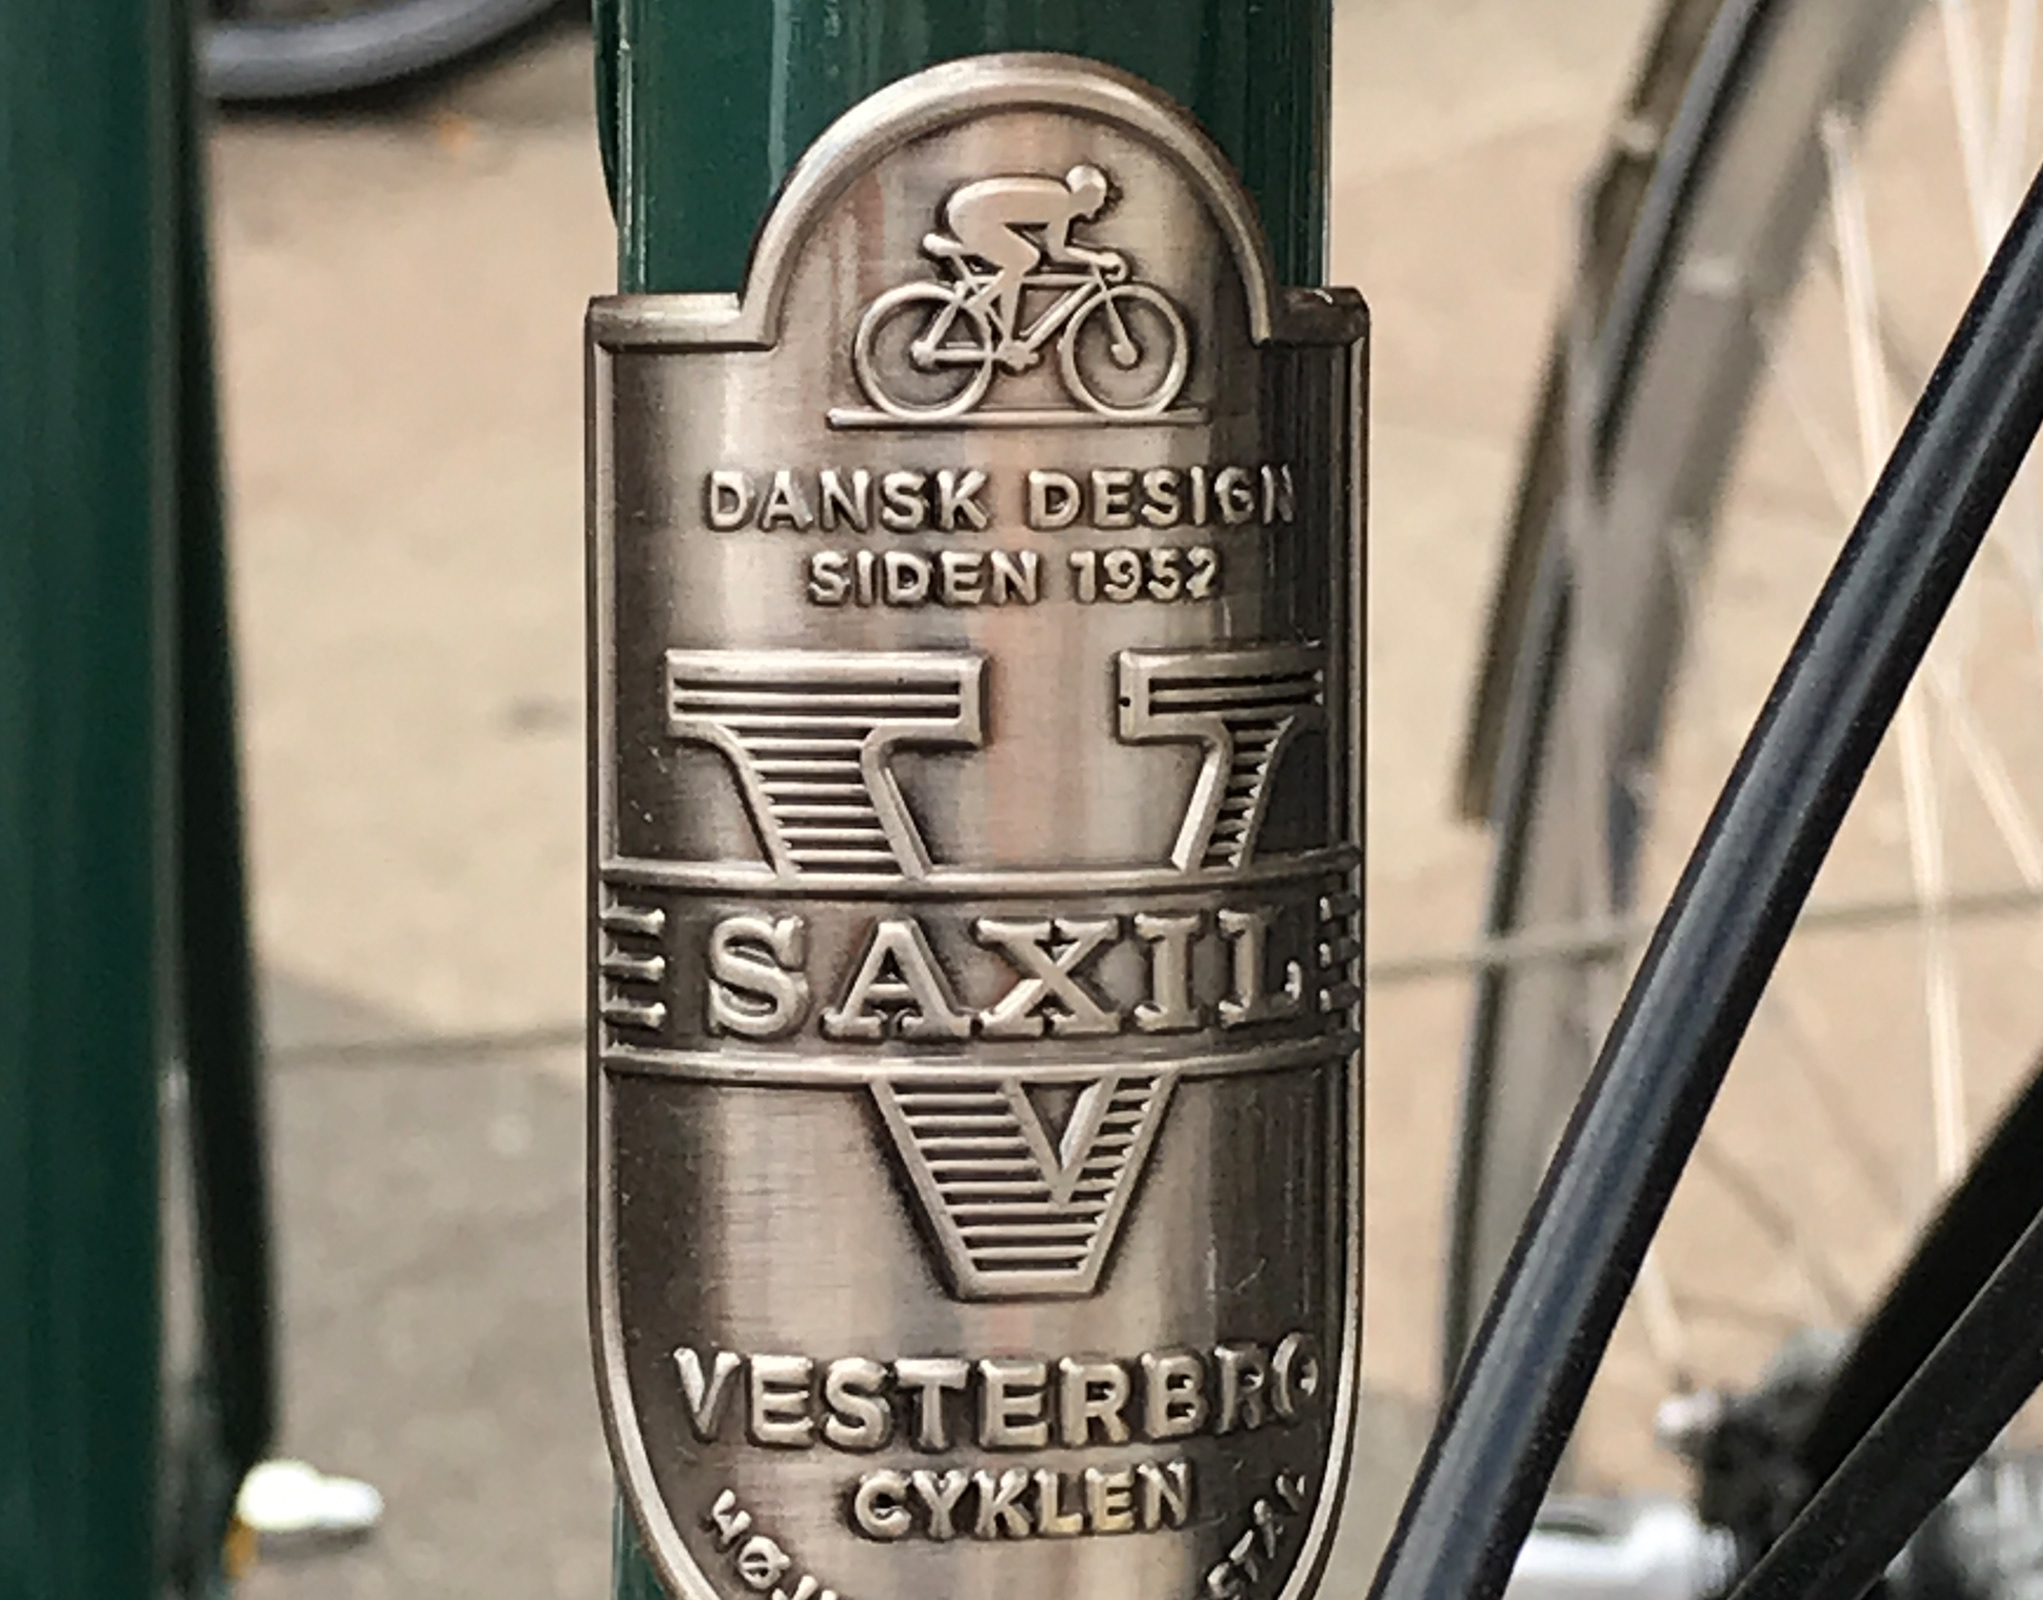 DANSK DESIGN
SIDEN 1952
V
SAXIL
VESTERBRO
CYKLEN